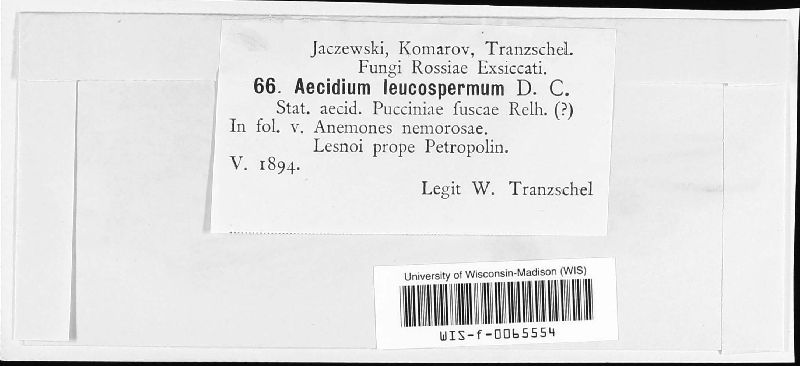 Jaczewski, Komarov, Tranzschel.
Fungi Rossiae Exsiccati.
66. Aecidium leucospermum D. C.
Stat. aecid. Pucciniae fuscae Relh. (?)
In fol. v. Anemones nemorosae.
Lesnoi prope Petropolin.
V. 1894.
Legit W. Tranzschel
University of Wisconsin-Madison (WIS)
WIS-f-0065554